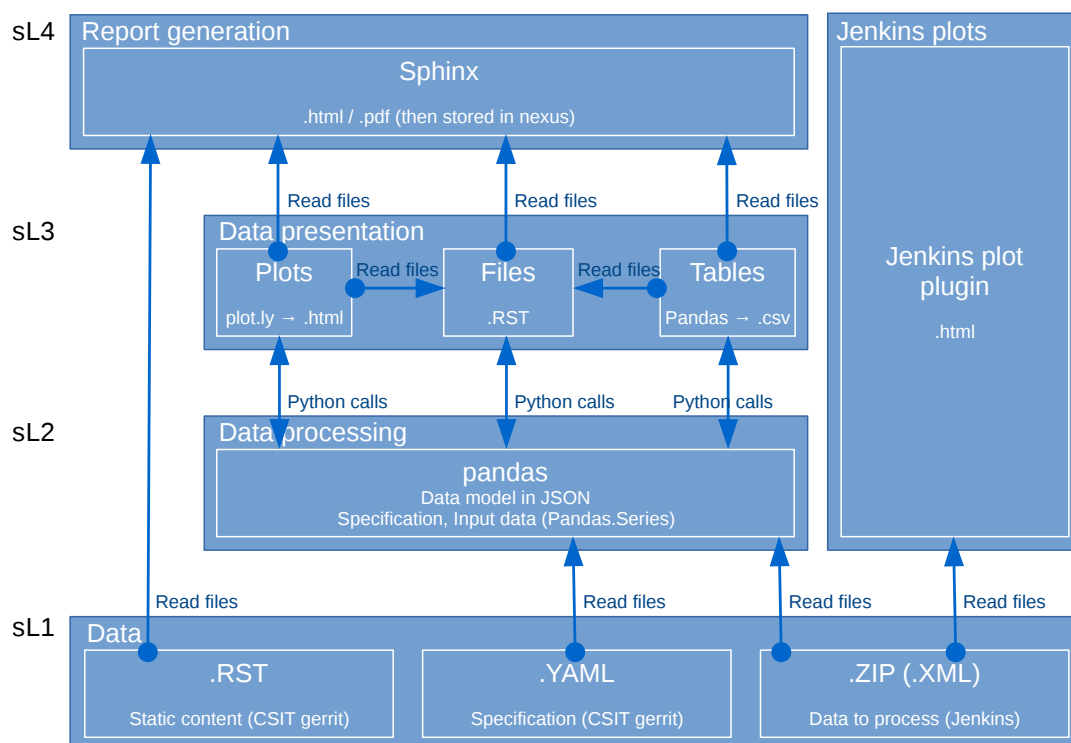 sL4
Report generation
Jenkins plots
Sphinx
.html / .pdf (then stored in nexus)
Read files
Read files
Read files
sL3
Data presentation
Plots
Read files
Files
Read files
Tables
plot.ly → .html
.RST
Pandas → .csv
Jenkins plot
plugin
.html
Python calls
Python calls
Python calls
sL2
Data processing
pandas
Data model in JSON
Specification, Input data (Pandas.Series)
Read files
Read files
Read files
Read files
sL1
Data
.RST
Static content (CSIT gerrit)
.YAML
Specification (CSIT gerrit)
.ZIP (.XML)
Data to process (Jenkins)